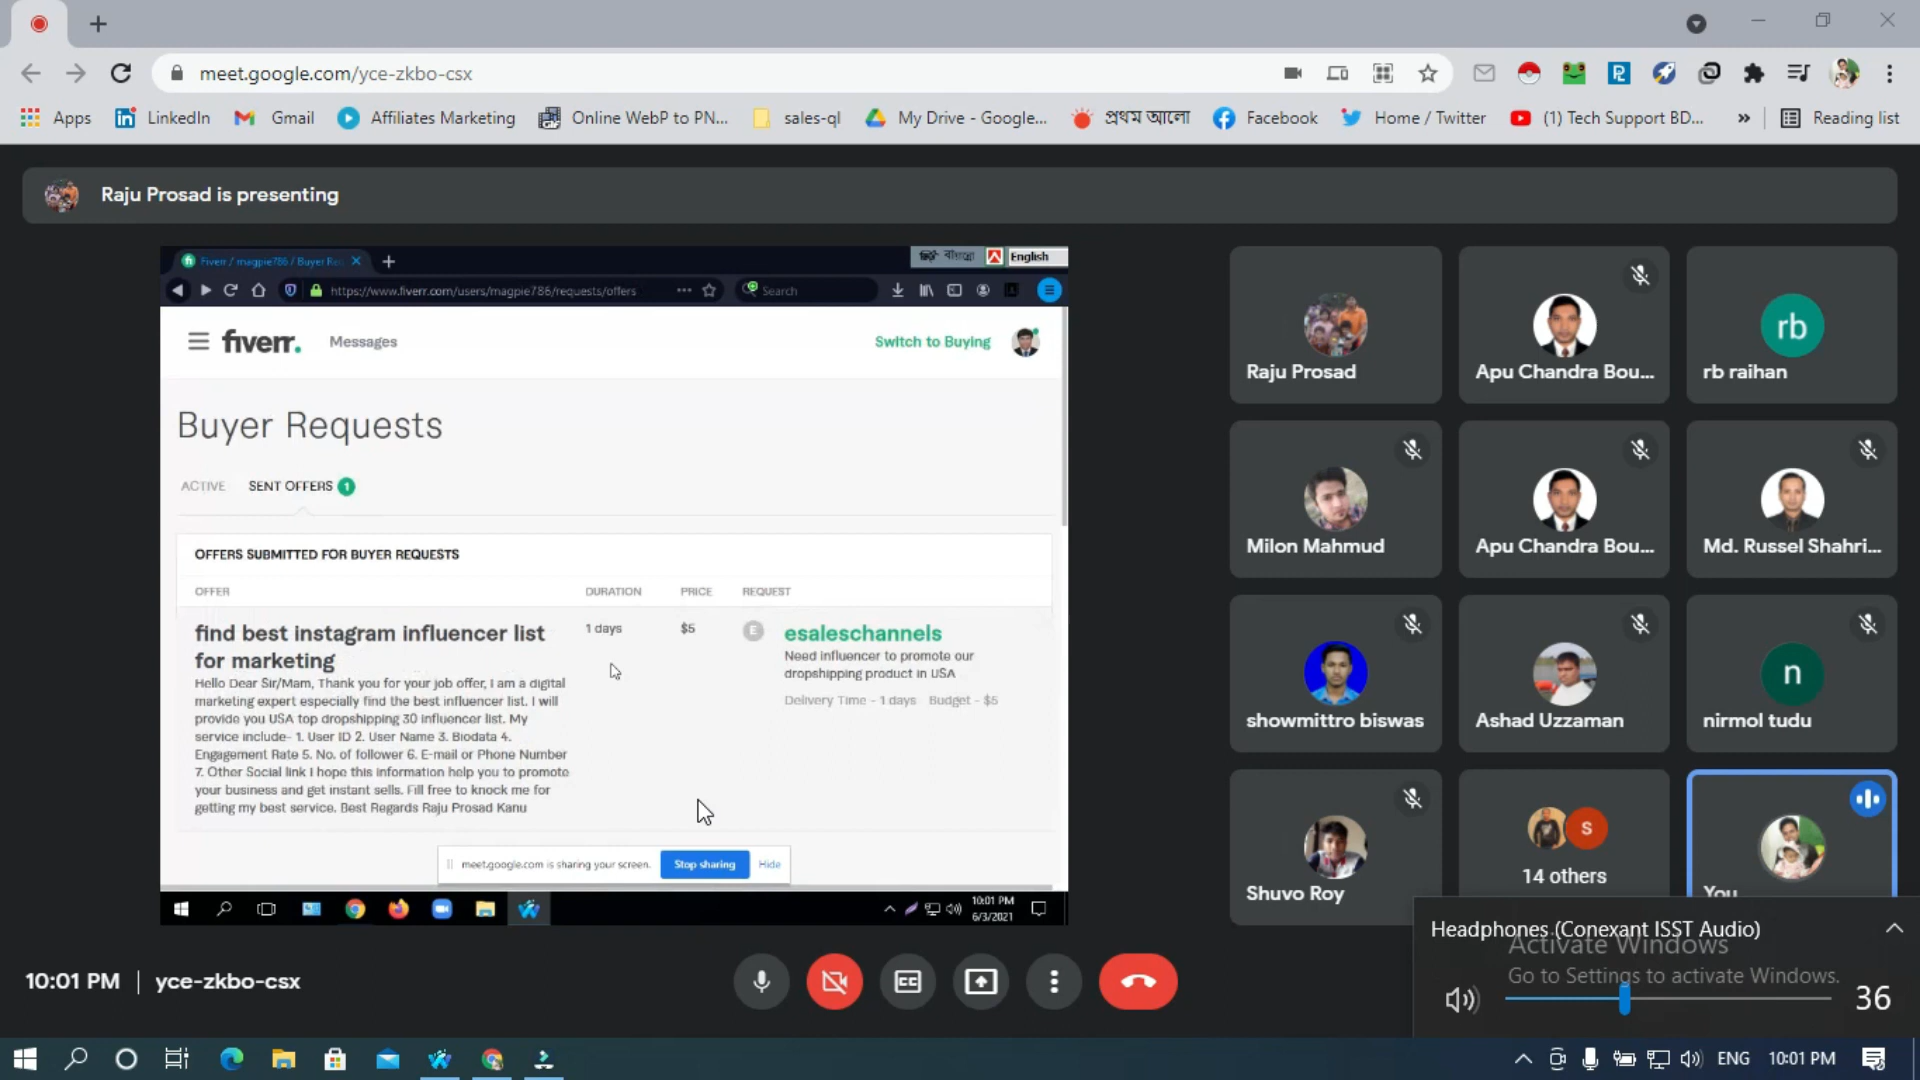 meet.google.com/yce-zkbo-csx
Apps
LinkedIn
Gmail
Affiliates Marketing
Online WebP to PN...
sales-ql
My Drive - Google...
প্রথম আলো
Facebook
Home / Twitter
(1) Tech Support BD...
»
Reading list
Raju Prosad is presenting
Fiverr / magpie786 / Buyer Re
English
https://www.fiverr.com/users/magpie786/requests/offers
Search
fiverr.
Messages
Switch to Buying
Buyer Requests
ACTIVE
SENT OFFERS 1
OFFERS SUBMITTED FOR BUYER REQUESTS
OFFER DURATION PRICE REQUEST
find best instagram influencer list
for marketing
Hello Dear Sir/Mam, Thank you for your job offer, I am a digital
marketing expert especially find the best influencer list. I will
provide you USA top dropshipping 30 influencer list. My
service include- 1. User ID 2. User Name 3. Biodata 4.
Engagement Rate 5. No. of follower 6. E-mail or Phone Number
7. Other Social link I hope this information help you to promote
your business and get instant sells. Fill free to knock me for
getting my best service. Best Regards Raju Prosad Kanu
1 days
$5
E
esaleschannels
Need influencer to promote our
dropshipping product in USA
Delivery Time - 1 days Budget - $5
meet.google.com is sharing your screen.
Stop sharing
Hide
10:01 PM
6/3/2021
Raju Prosad
Apu Chandra Bou...
rb
rb raihan
Milon Mahmud
Apu Chandra Bou...
Md. Russel Shahri...
showmittro biswas
Ashad Uzzaman
n
nirmol tudu
Shuvo Roy
S
14 others
You
Headphones (Conexant ISST Audio)
Activate Windows
Go to Settings to activate Windows.
36
10:01 PM | yce-zkbo-csx
CC
ENG
10:01 PM